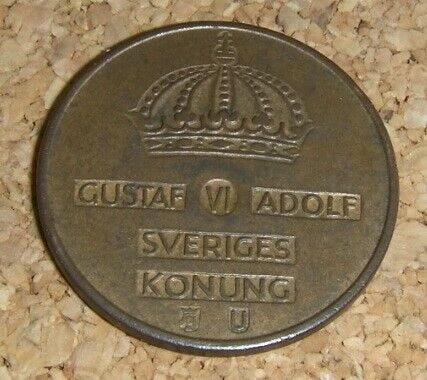 GUSTAF VI ADOLF
SVERIGES
KONUNG
U